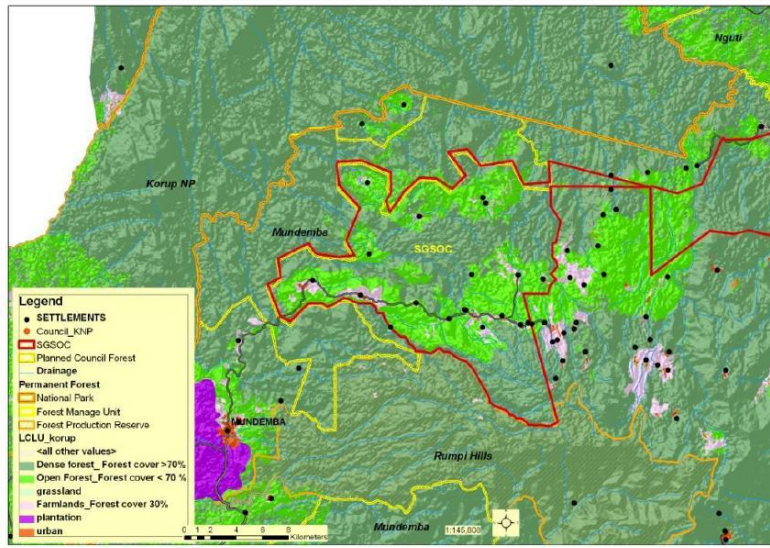 Nguti
Korup NP
Mundemba
SGSOC
Legend
SETTLEMENTS
Council_KNP
SGSOC
Planned Council Forest
Drainage
Permanent Forest
National Park
Forest Manage Unit
Forest Production Reserve
LCLU_korup
<all other values>
Dense forest_ Forest cover >70%
Open Forest_Forest cover < 70 %
grassland
Farmlands_Forest cover 30%
plantation
urban
MUNDEMBA
Rumpi Hills
Mundemba
0 1 2 4 6 8
Kilometers
1:145,808